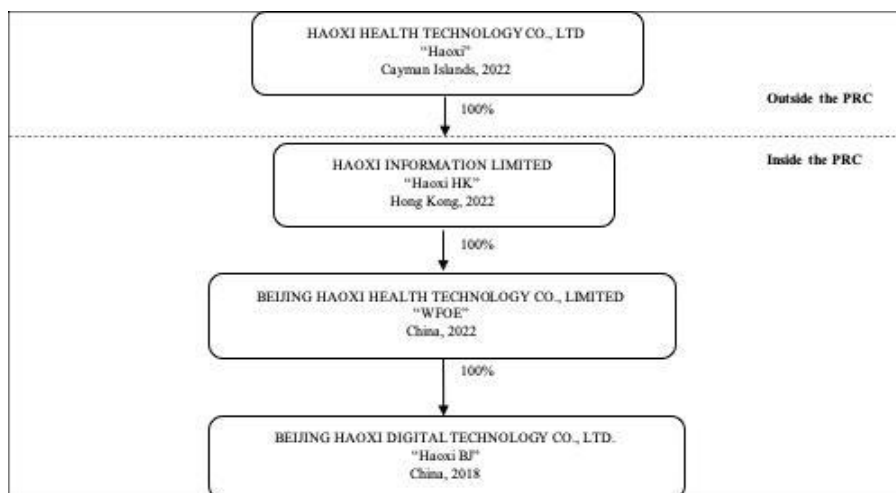 HAOXI HEALTH TECHNOLOGY CO., LTD
“Haoxi”
Cayman Islands, 2022
100%
Outside the PRC
Inside the PRC
HAOXI INFORMATION LIMITED
“Haoxi HK”
Hong Kong, 2022
100%
BEIJING HAOXI HEALTH TECHNOLOGY CO., LIMITED
“WFOE”
China, 2022
100%
BEIJING HAOXI DIGITAL TECHNOLOGY CO., LTD.
“Haoxi BJ”
China, 2018